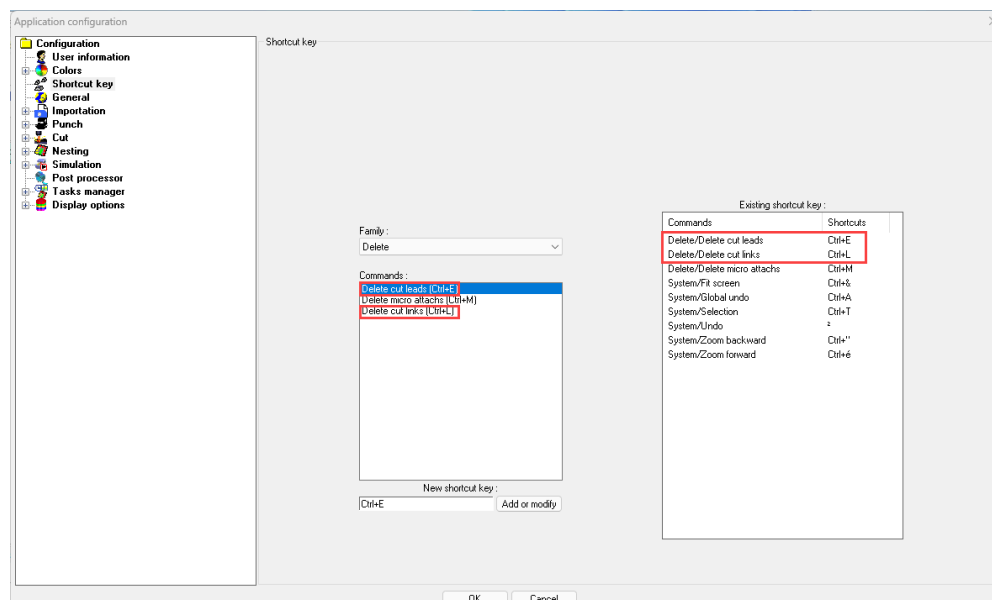 Application configuration
Configuration
User information
Colors
Shortcut key
General
Importation
Punch
Cut
Nesting
Simulation
Post processor
Tasks manager
Display options
Shortcut key
Family :
Delete
Commands :
Delete cut leads (Ctrl+E)
Delete micro attachs (Ctrl+M)
Delete cut links (Ctrl+L)
New shortcut key :
Ctrl+E
Add or modify
Existing shortcut key :
Commands Shortcuts
Delete/Delete cut leads Ctrl+E
Delete/Delete cut links Ctrl+L
Delete/Delete micro attachs Ctrl+M
System/Fit screen Ctrl+&
System/Global undo Ctrl+A
System/Selection Ctrl+T
System/Undo ²
System/Zoom backward Ctrl+"
System/Zoom forward Ctrl+é
OK Cancel